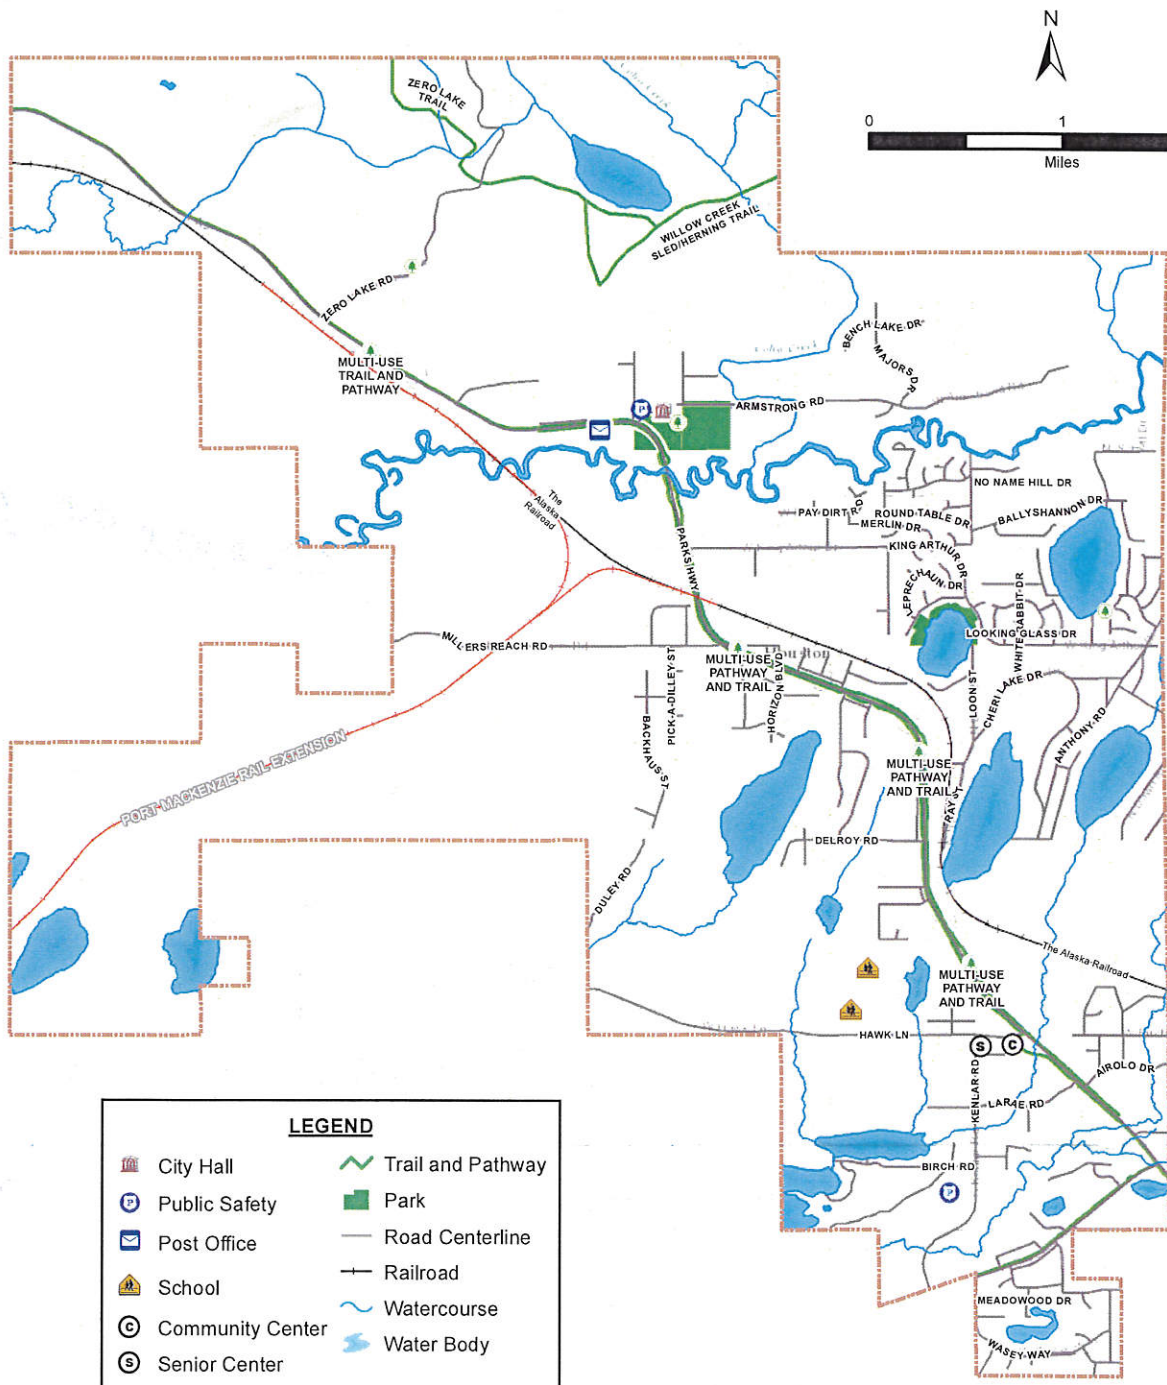 N
0 1
Miles
ZERO LAKE
TRAIL
WILLOW CREEK
SLED/HERNING TRAIL
ZERO LAKE RD
MULTI-USE
TRAIL AND
PATHWAY
BENCH LAKE DR
MAJORS DR
ARMSTRONG RD
The
Alaska
Railroad
NO NAME HILL DR
PAY DIRT RD
ROUND TABLE DR
MERLIN DR
BALLYSHANNON DR
PARKS HWY
KING ARTHUR DR
LEPRECHAUN DR
WHITE RABBIT DR
LOOKING GLASS DR
MILLERS REACH RD
Houston
MULTI-USE
PATHWAY
AND TRAIL
PICK-A-DILLEY ST
HORIZON BLVD
BACKHAUS ST
LOON ST
CHERI LAKE DR
ANTHONY RD
MULTI-USE
PATHWAY
AND TRAIL
RAY ST
PORT MACKENZIE RAIL EXTENSION
DELROY RD
DULEY RD
The Alaska Railroad
MULTI-USE
PATHWAY
AND TRAIL
HAWK LN
S C
KENLAR RD
AIROLO DR
LARAE RD
BIRCH RD
P
MEADOWOOD DR
WASEY WAY
LEGEND
City Hall
P Public Safety
Post Office
School
C Community Center
S Senior Center
Trail and Pathway
Park
Road Centerline
Railroad
Watercourse
Water Body